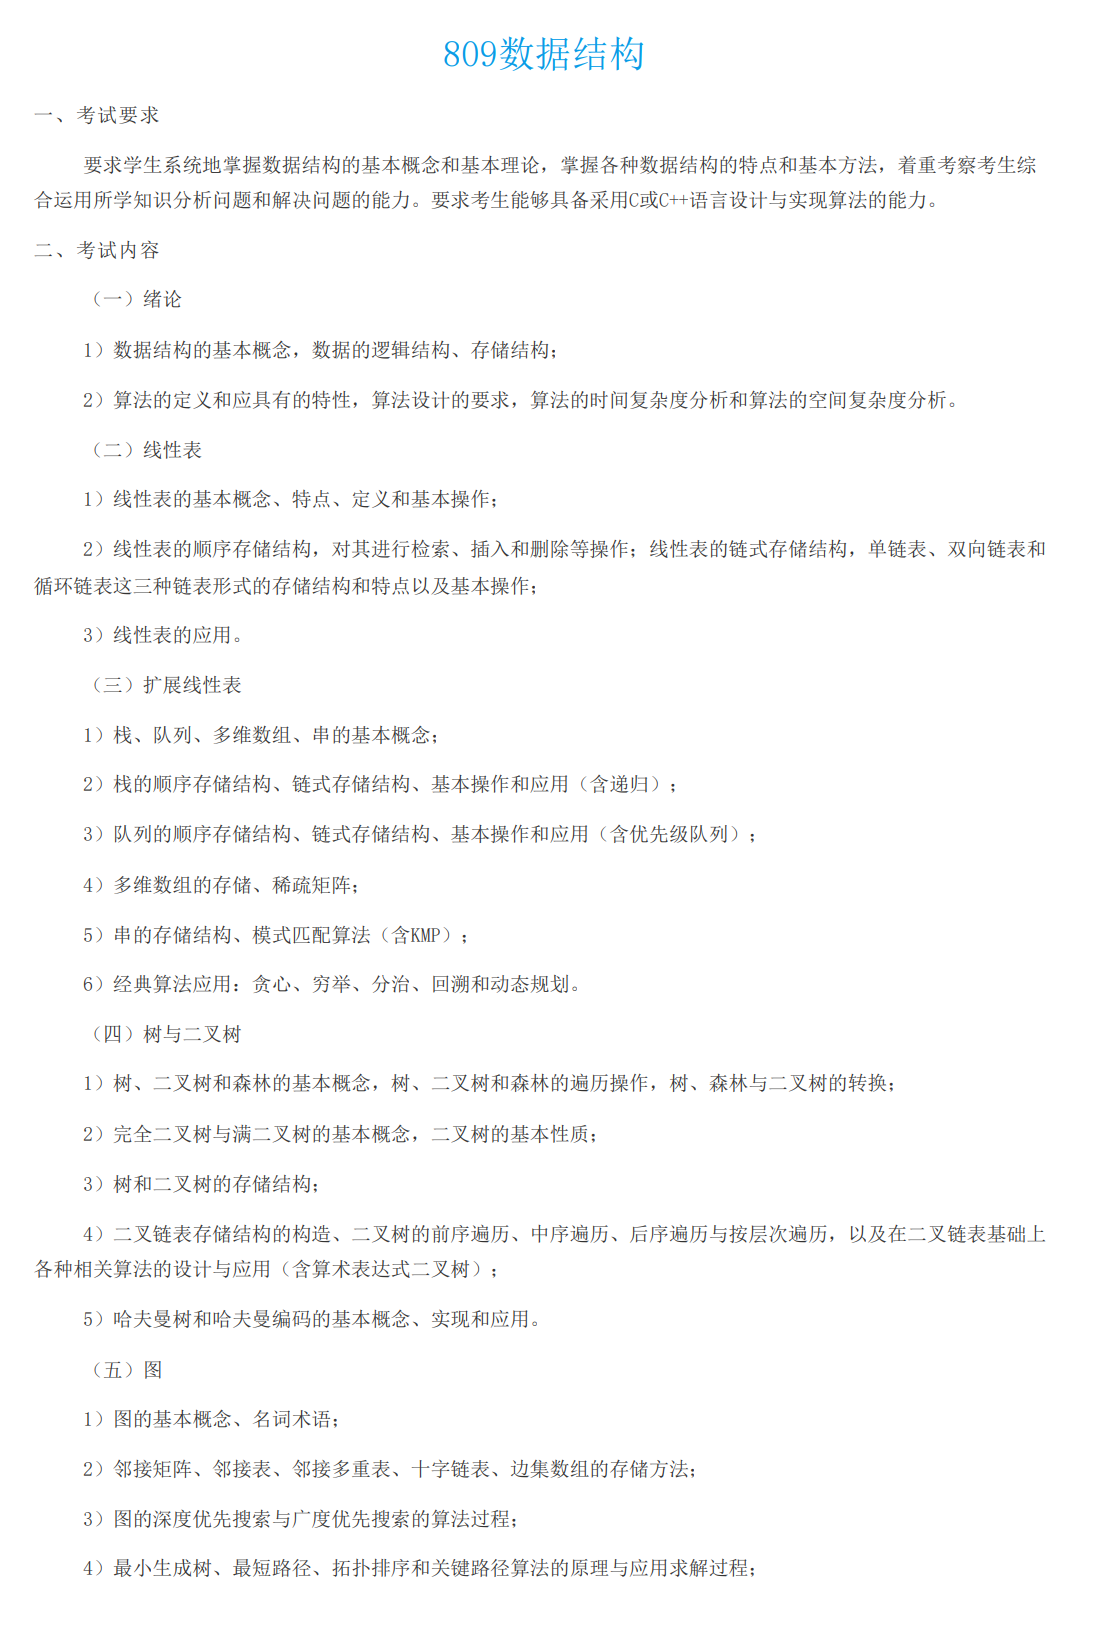 809数据结构
一、考试要求
要求学生系统地掌握数据结构的基本概念和基本理论，掌握各种数据结构的特点和基本方法，着重考察考生综
合运用所学知识分析问题和解决问题的能力。要求考生能够具备采用C或C++语言设计与实现算法的能力。
二、考试内容
（一）绪论
1）数据结构的基本概念，数据的逻辑结构、存储结构；
2）算法的定义和应具有的特性，算法设计的要求，算法的时间复杂度分析和算法的空间复杂度分析。
（二）线性表
1）线性表的基本概念、特点、定义和基本操作；
2）线性表的顺序存储结构，对其进行检索、插入和删除等操作；线性表的链式存储结构，单链表、双向链表和
循环链表这三种链表形式的存储结构和特点以及基本操作；
3）线性表的应用。
（三）扩展线性表
1）栈、队列、多维数组、串的基本概念；
2）栈的顺序存储结构、链式存储结构、基本操作和应用（含递归）；
3）队列的顺序存储结构、链式存储结构、基本操作和应用（含优先级队列）；
4）多维数组的存储、稀疏矩阵；
5）串的存储结构、模式匹配算法（含KMP）；
6）经典算法应用：贪心、穷举、分治、回溯和动态规划。
（四）树与二叉树
1）树、二叉树和森林的基本概念，树、二叉树和森林的遍历操作，树、森林与二叉树的转换；
2）完全二叉树与满二叉树的基本概念，二叉树的基本性质；
3）树和二叉树的存储结构；
4）二叉链表存储结构的构造、二叉树的前序遍历、中序遍历、后序遍历与按层次遍历，以及在二叉链表基础上
各种相关算法的设计与应用（含算术表达式二叉树）；
5）哈夫曼树和哈夫曼编码的基本概念、实现和应用。
（五）图
1）图的基本概念、名词术语；
2）邻接矩阵、邻接表、邻接多重表、十字链表、边集数组的存储方法；
3）图的深度优先搜索与广度优先搜索的算法过程；
4）最小生成树、最短路径、拓扑排序和关键路径算法的原理与应用求解过程；